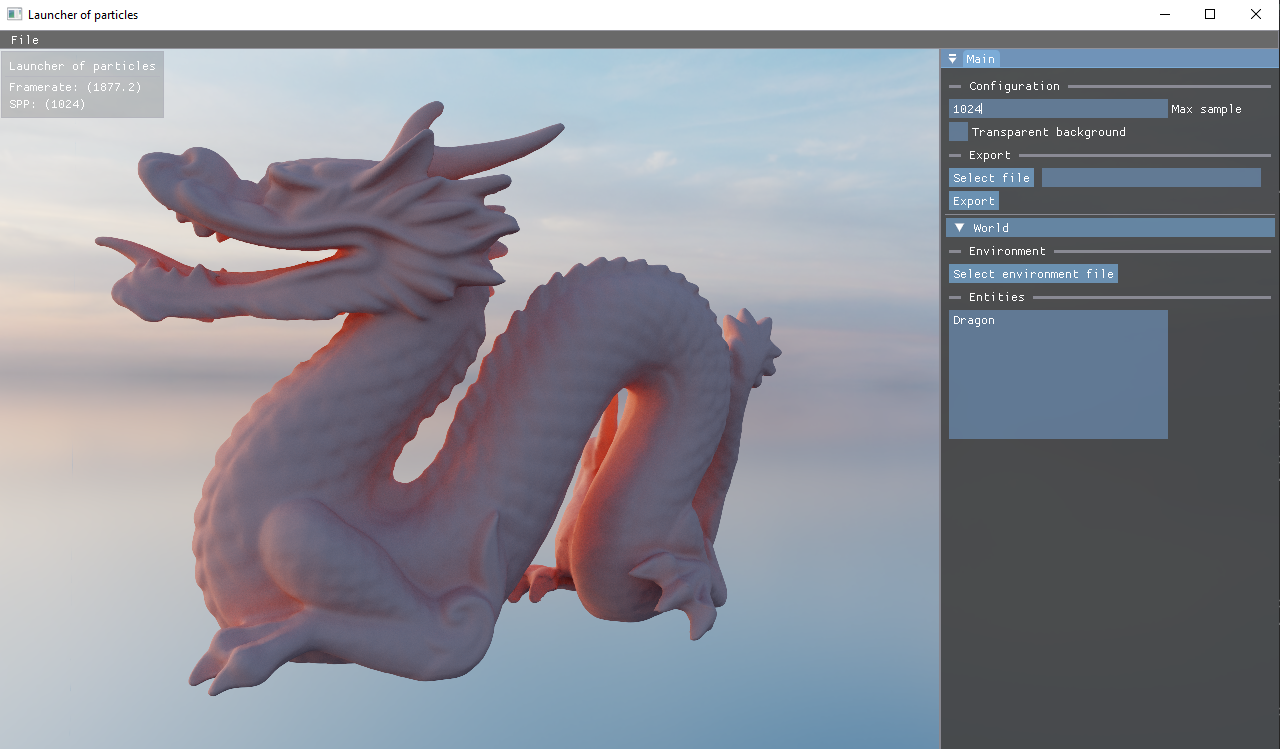 Launcher of particles
File
Launcher of particles
Framerate: (1877.2)
SPP: (1024)
Main
Configuration
1024 Max sample
Transparent background
Export
Select file
Export
World
Environment
Select environment file
Entities
Dragon